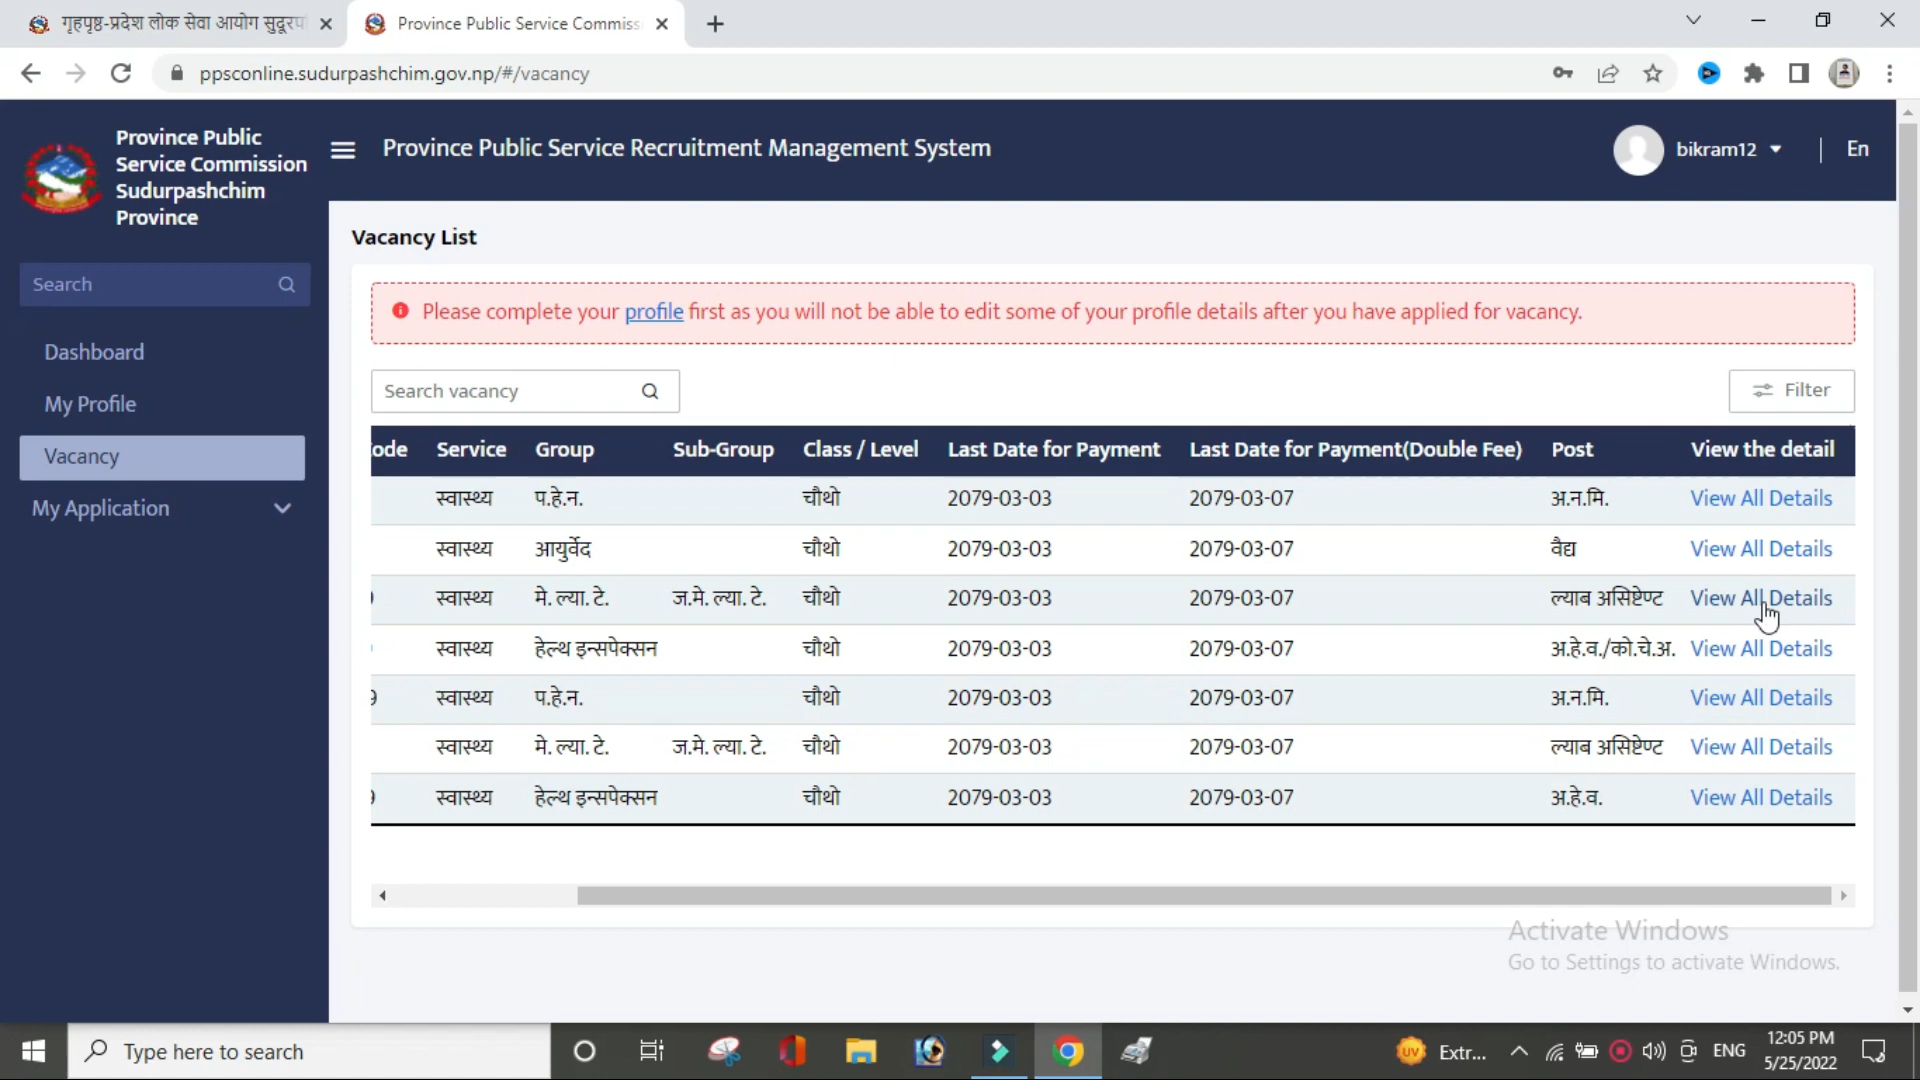 गृहपृष्ठ-प्रदेश लोक सेवा आयोग
Province Public Service Commiss
ppsconline.sudurpashchim.gov.np/#/vacancy
Province Public
Service Commission
Sudurpashchim
Province
Province Public Service Recruitment Management System
bikram12
En
Search
Dashboard
My Profile
Vacancy
My Application
Vacancy List
Please complete your profile first as you will not be able to edit some of your profile details after you have applied for vacancy.
Search vacancy
Filter
ode Service Group Sub-Group Class / Level Last Date for Payment Last Date for Payment(Double Fee) Post View the detail
स्वास्थ्य प.हे.न. चौथो 2079-03-03 2079-03-07 अ.न.मि. View All Details
स्वास्थ्य आयुर्वेद चौथो 2079-03-03 2079-03-07 वैद्य View All Details
स्वास्थ्य मे. ल्या. टे. ज.मे. ल्या. टे. चौथो 2079-03-03 2079-03-07 ल्याब असिष्टेण्ट View All Details
स्वास्थ्य हेल्थ इन्सपेक्सन चौथो 2079-03-03 2079-03-07 अ.हे.व./को.चे.अ. View All Details
9 स्वास्थ्य प.हे.न. चौथो 2079-03-03 2079-03-07 अ.न.मि. View All Details
स्वास्थ्य मे. ल्या. टे. ज.मे. ल्या. टे. चौथो 2079-03-03 2079-03-07 ल्याब असिष्टेण्ट View All Details
स्वास्थ्य हेल्थ इन्सपेक्सन चौथो 2079-03-03 2079-03-07 अ.हे.व. View All Details
Activate Windows
Go to Settings to activate Windows.
Type here to search
UV
Extr...
ENG
12:05 PM
5/25/2022